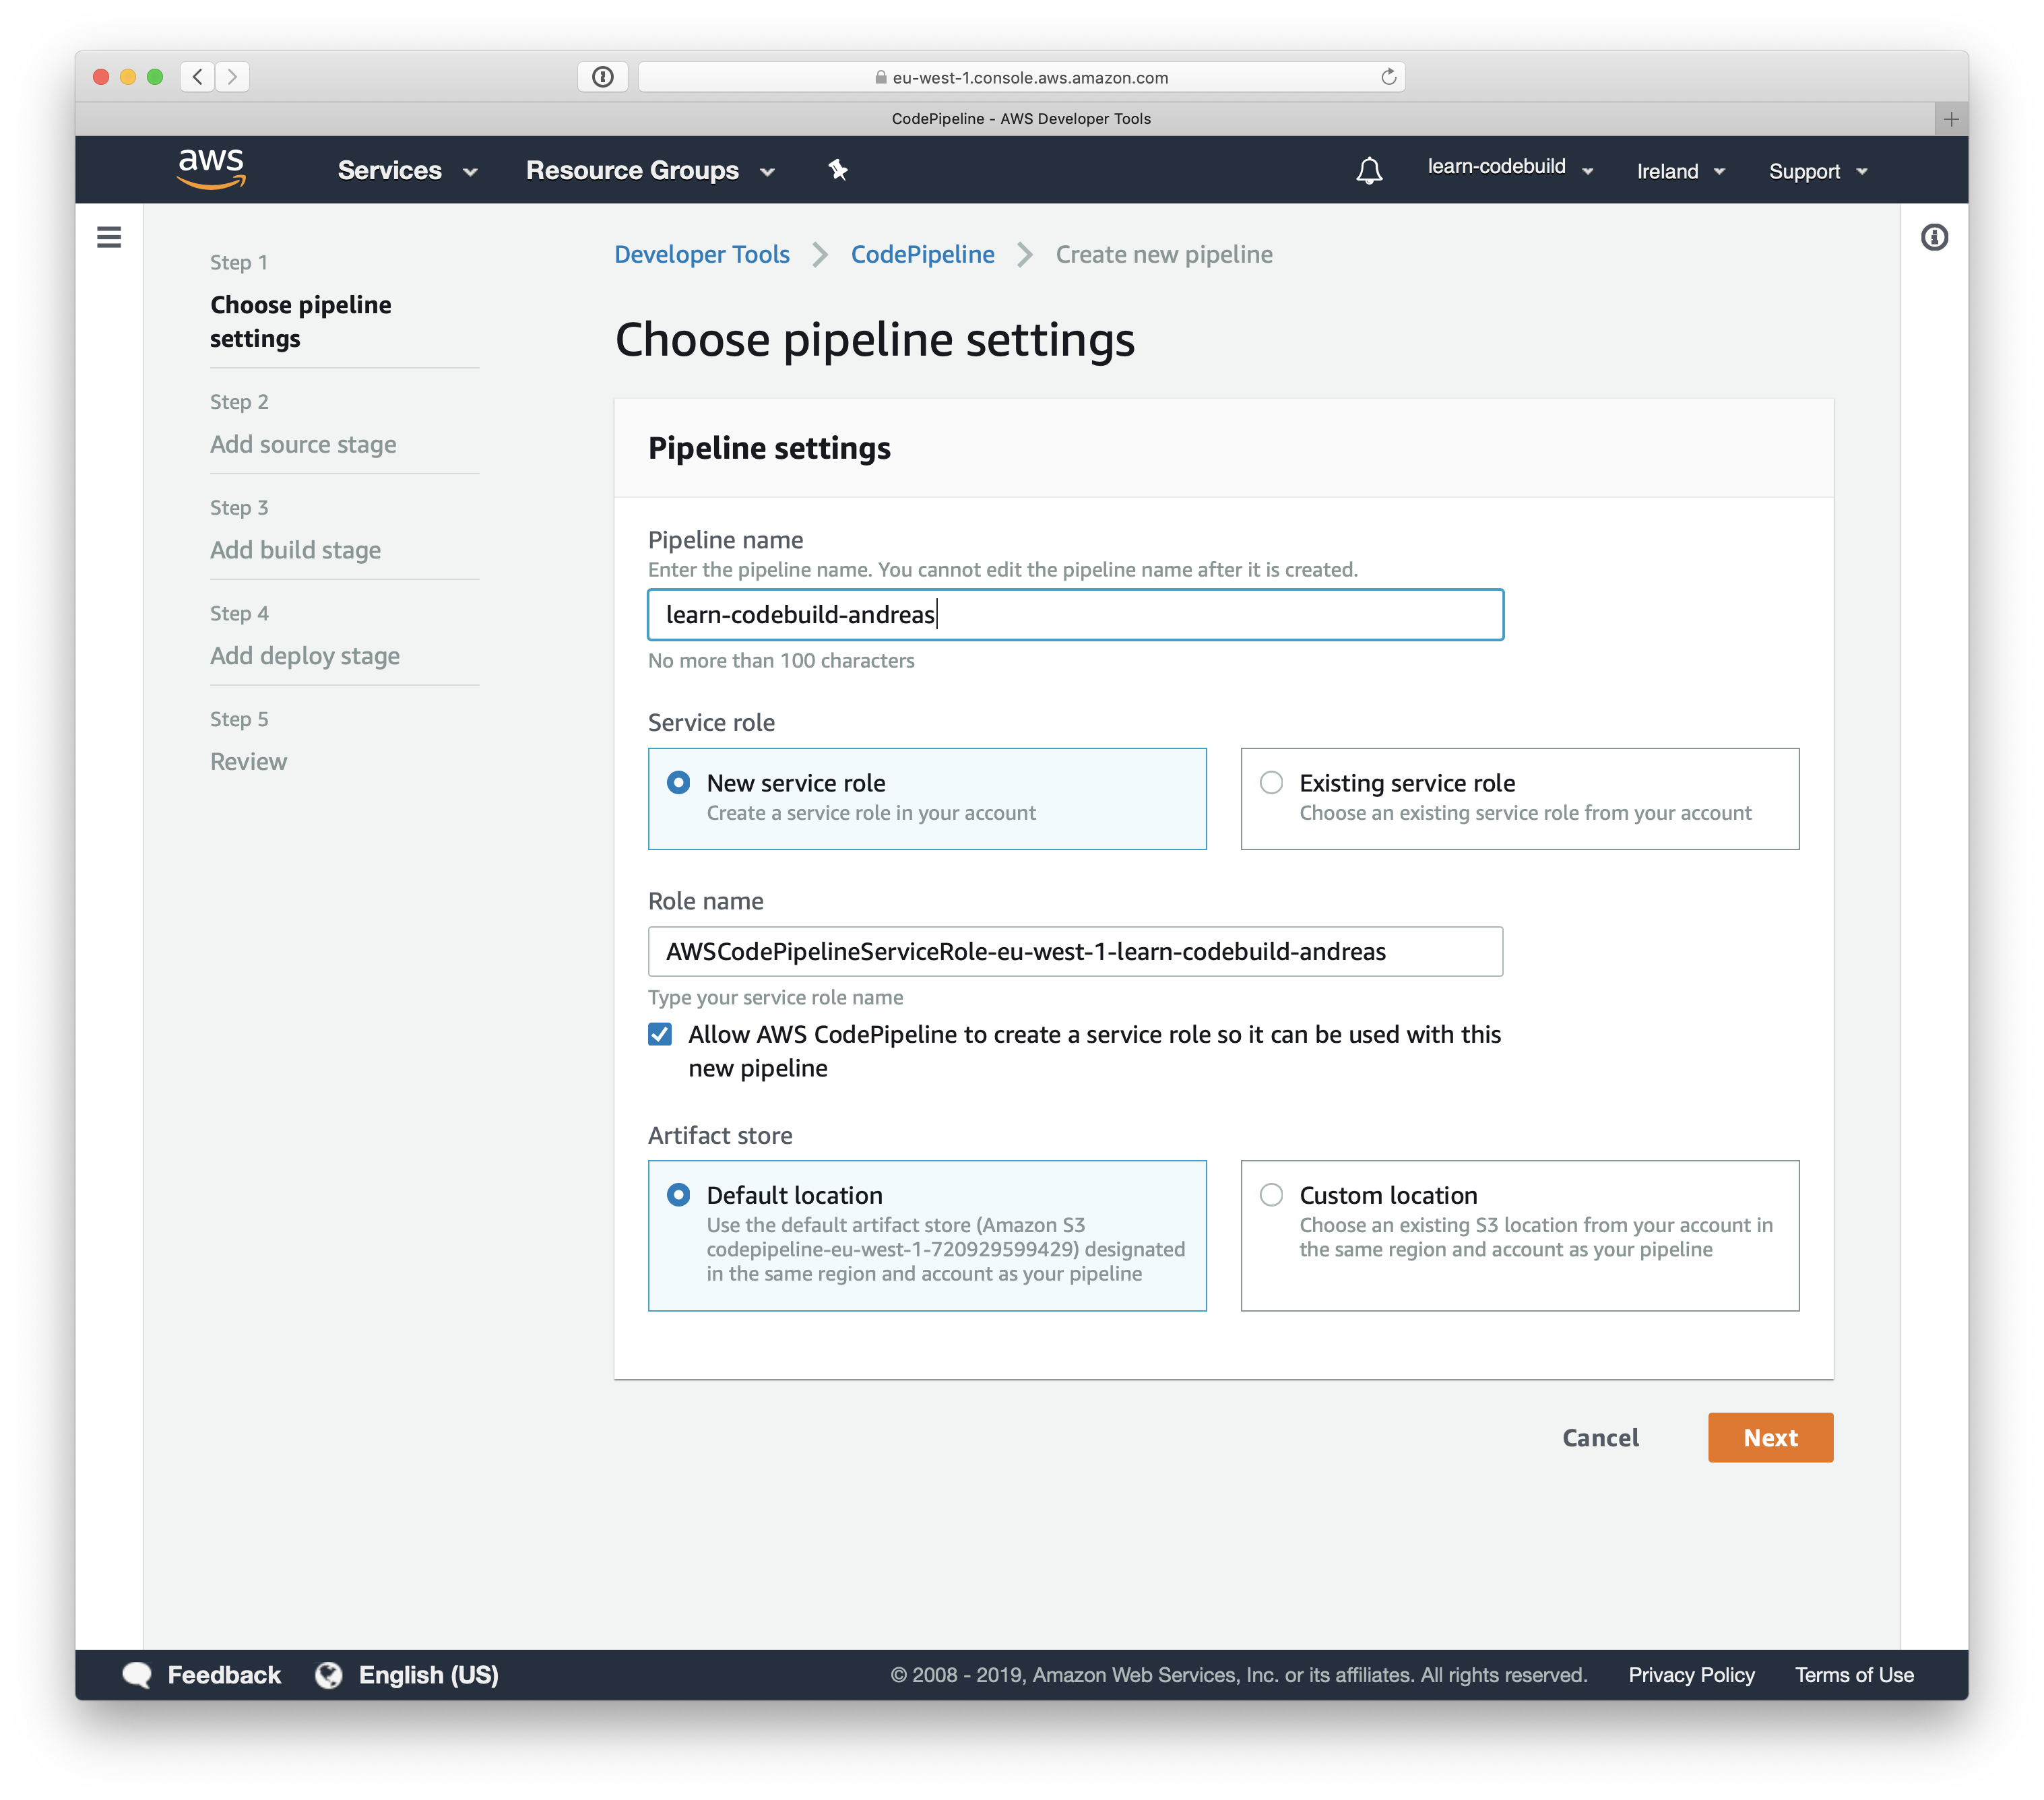 eu-west-1.console.aws.amazon.com
CodePipeline - AWS Developer Tools
aws
Services
Resource Groups
learn-codebuild
Ireland
Support
Step 1
Choose pipeline
settings
Step 2
Add source stage
Step 3
Add build stage
Step 4
Add deploy stage
Step 5
Review
Developer Tools
CodePipeline
Create new pipeline
Choose pipeline settings
Pipeline settings
Pipeline name
Enter the pipeline name. You cannot edit the pipeline name after it is created.
learn-codebuild-andreas
No more than 100 characters
Service role
New service role
Create a service role in your account
Existing service role
Choose an existing service role from your account
Role name
AWSCodePipelineServiceRole-eu-west-1-learn-codebuild-andreas
Type your service role name
Allow AWS CodePipeline to create a service role so it can be used with this
new pipeline
Artifact store
Default location
Use the default artifact store (Amazon S3
codepipeline-eu-west-1-720929599429) designated
in the same region and account as your pipeline
Custom location
Choose an existing S3 location from your account in
the same region and account as your pipeline
Cancel
Next
Feedback
English (US)
© 2008 - 2019, Amazon Web Services, Inc. or its affiliates. All rights reserved.
Privacy Policy
Terms of Use